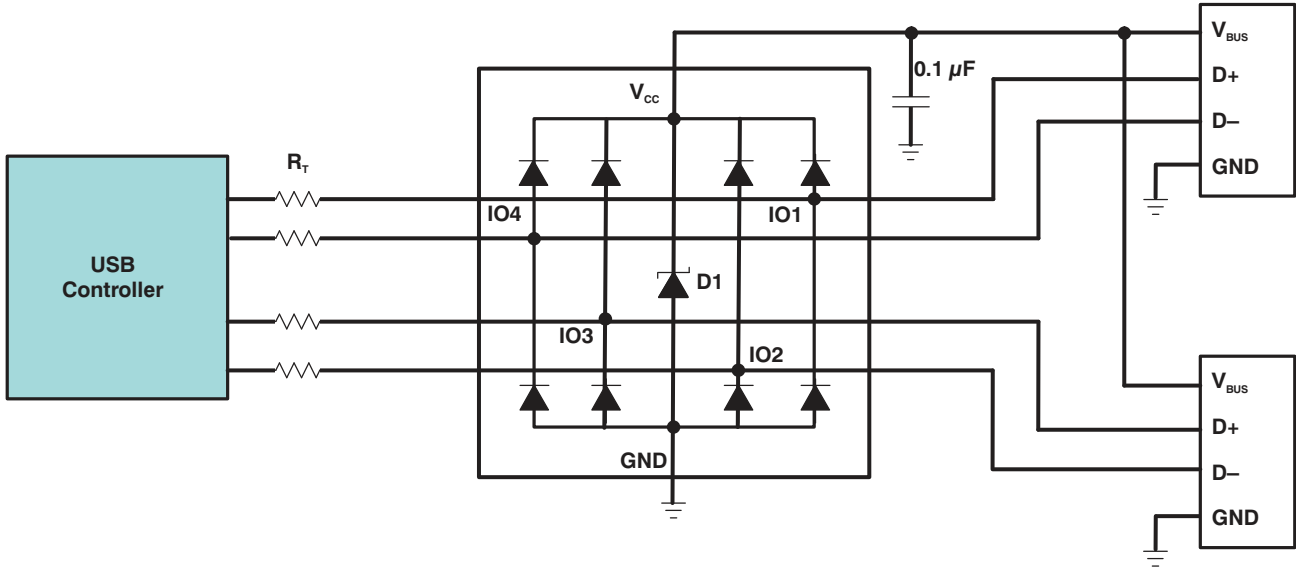 V_BUS
0.1 µF
D+
V_CC
D–
R_T
GND
IO4
IO1
USB
Controller
D1
IO3
IO2
V_BUS
D+
GND
D–
GND